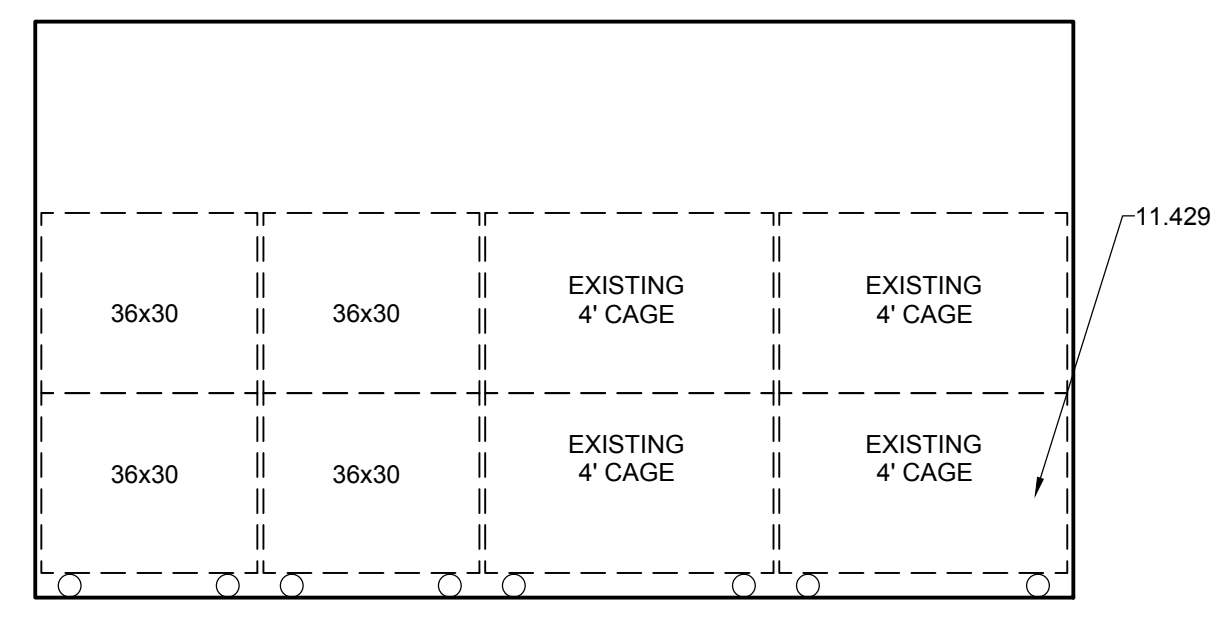 36x30
36x30
EXISTING
4' CAGE
EXISTING
4' CAGE
11.429
36x30
36x30
EXISTING
4' CAGE
EXISTING
4' CAGE